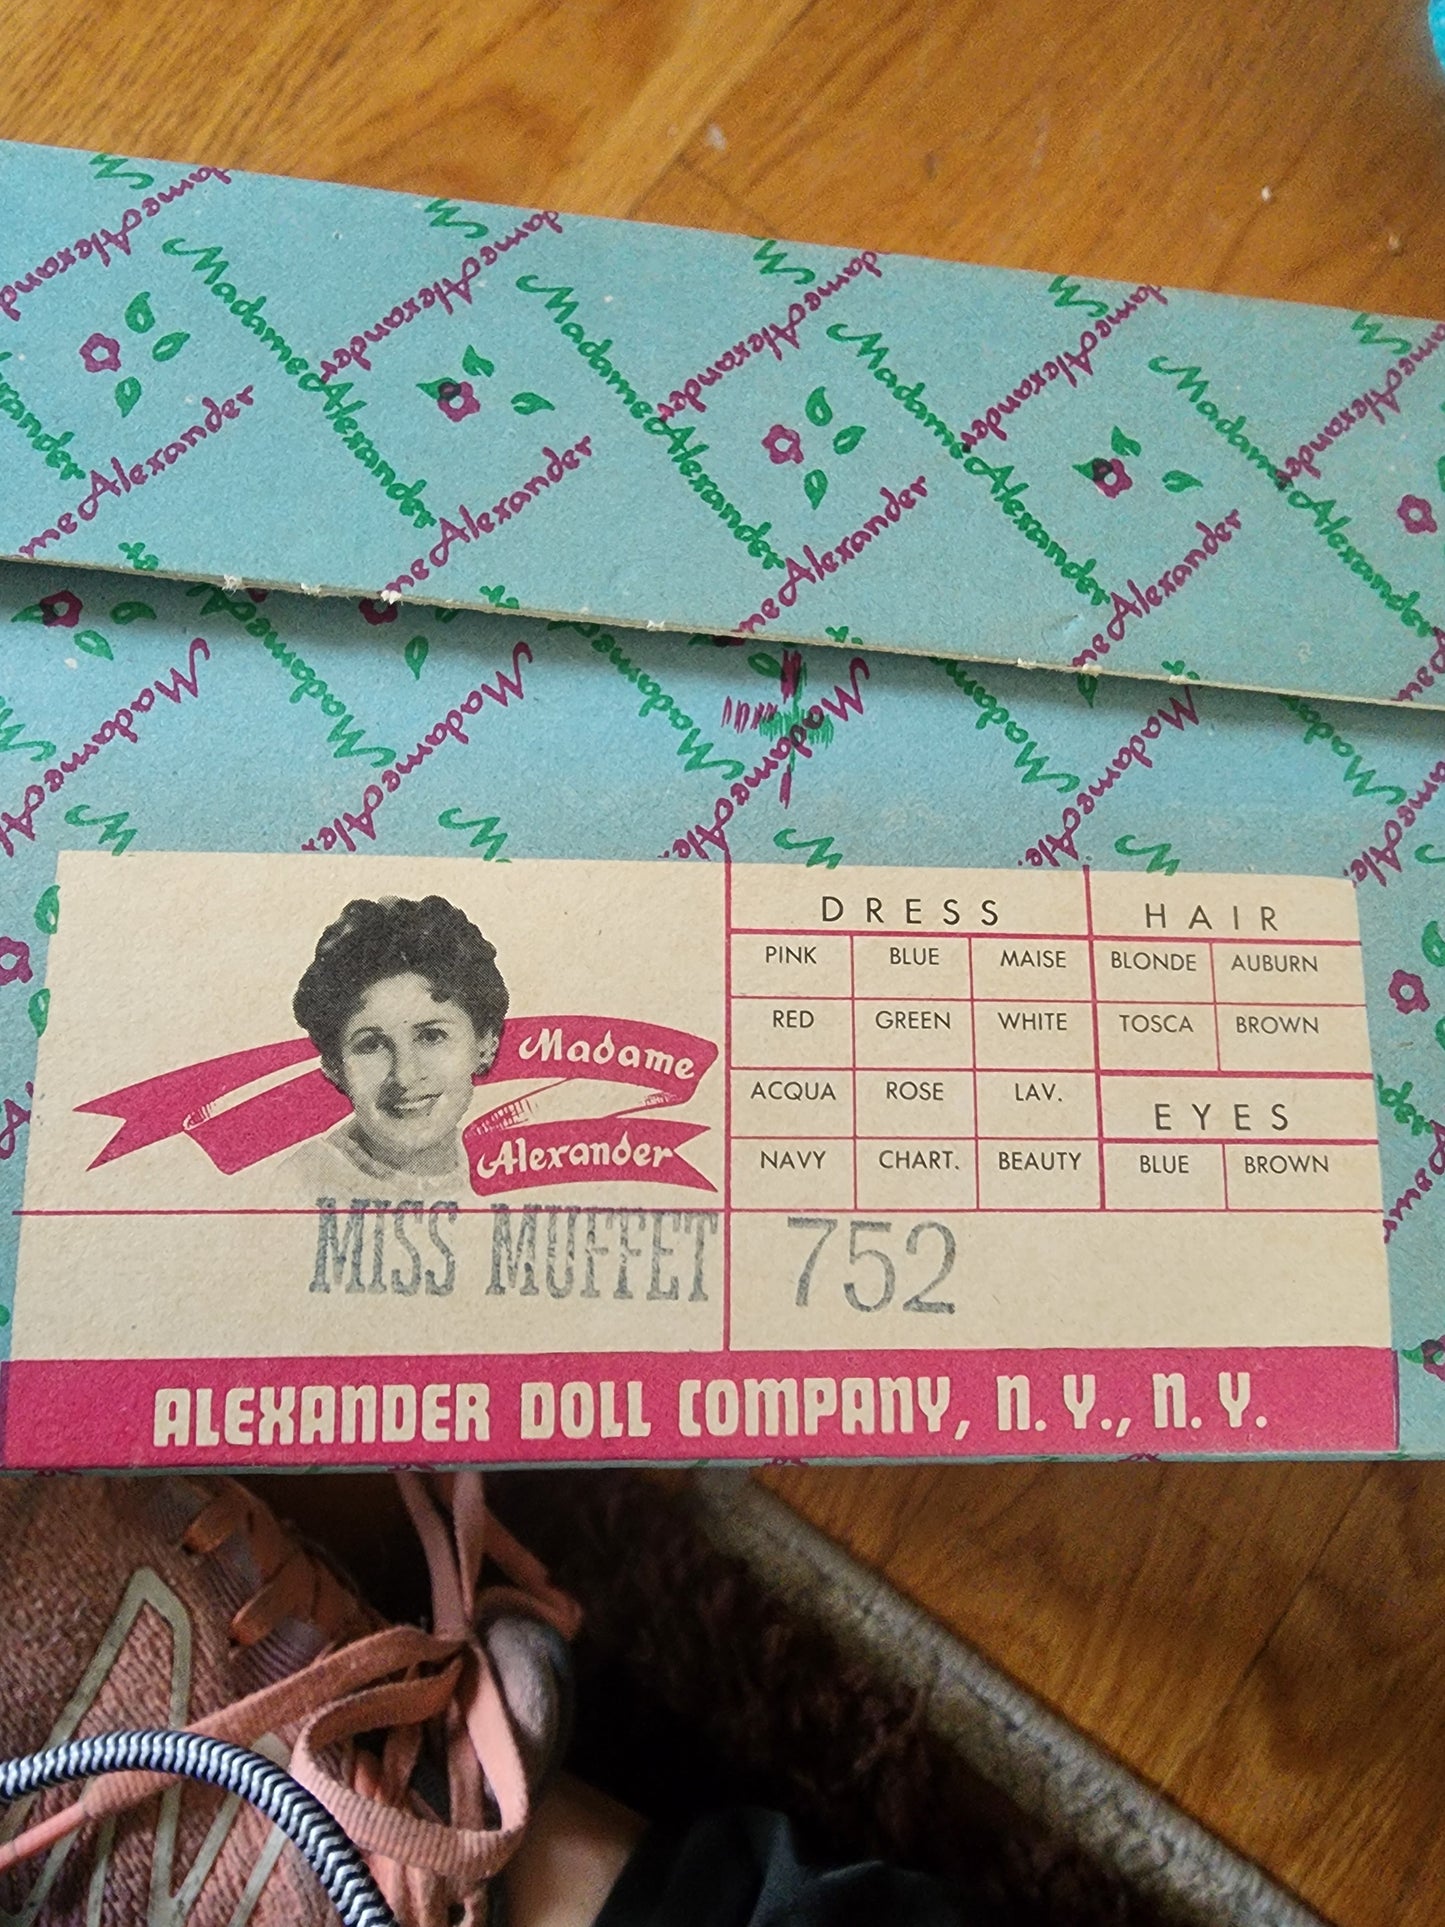 Madame Alexander
Madame Alexander
Madame Alexander
Madame Alexander
Madame
Alexander
DRESS HAIR
PINK BLUE MAISE BLONDE AUBURN
RED GREEN WHITE TOSCA BROWN
ACQUA ROSE LAV. EYES
NAVY CHART. BEAUTY BLUE BROWN
MISS MUFFET 752
ALEXANDER DOLL COMPANY, N.Y., N.Y.